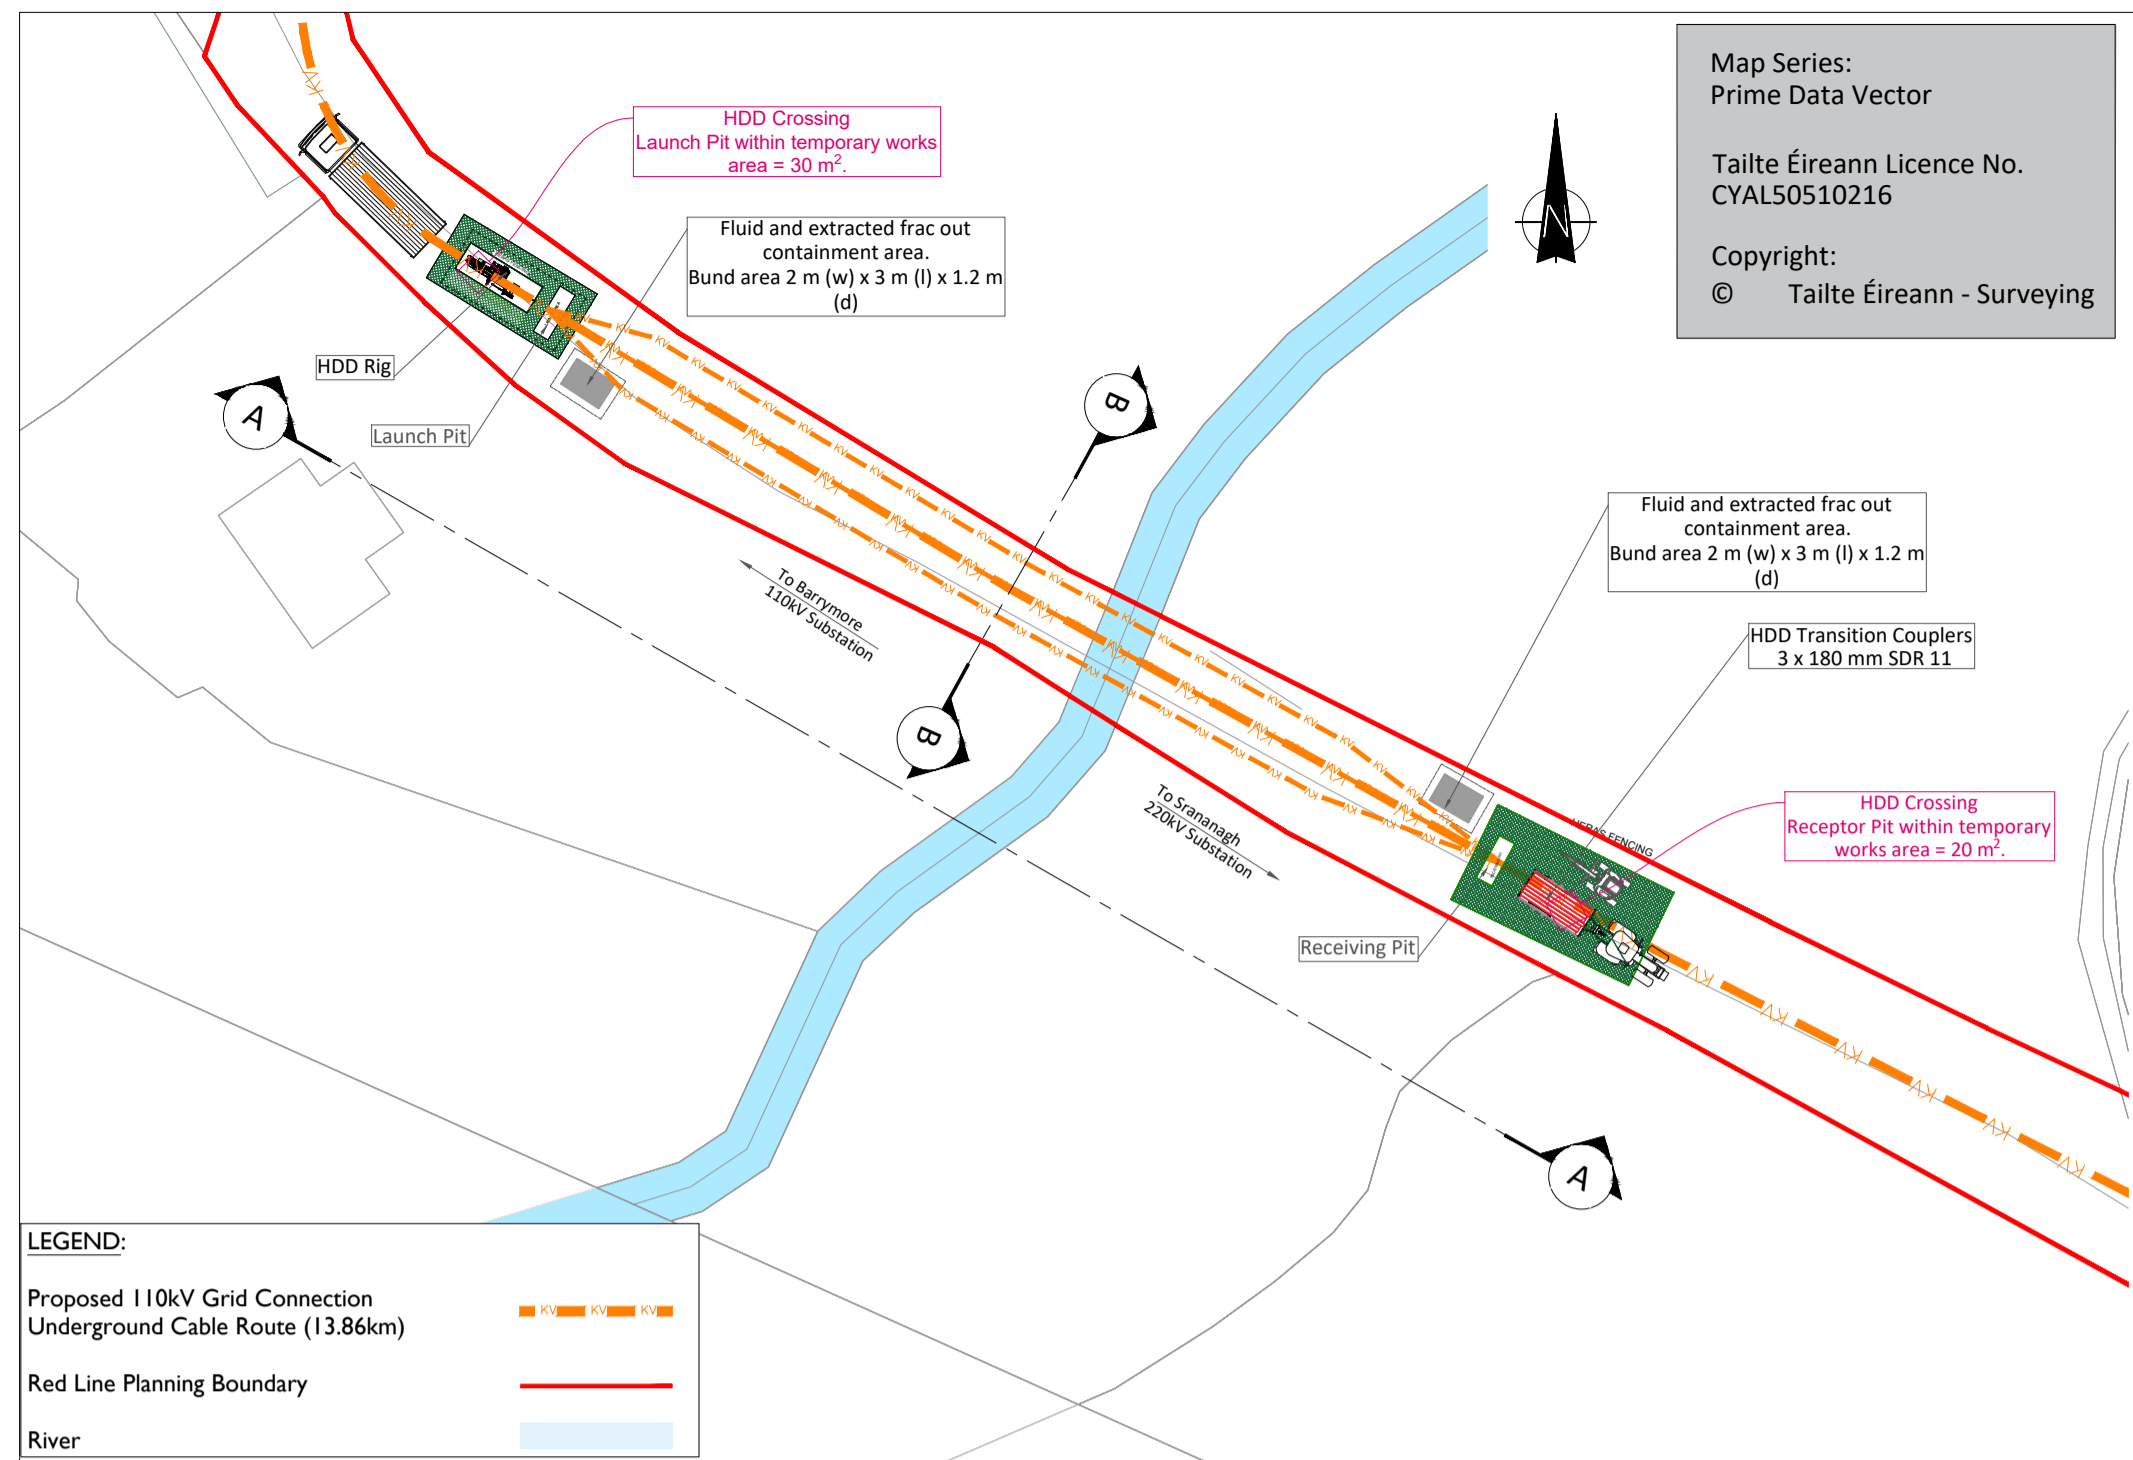 Map Series:
Prime Data Vector
Tailte Éireann Licence No.
CYAL50510216
Copyright:
© Tailte Éireann - Surveying
HDD Crossing
Launch Pit within temporary works
area = 30 m².
Fluid and extracted frac out
containment area.
Bund area 2 m (w) x 3 m (l) x 1.2 m
(d)
N
HDD Rig
Launch Pit
A
B
To Barrymore
110kV Substation
B
Fluid and extracted frac out
containment area.
Bund area 2 m (w) x 3 m (l) x 1.2 m
(d)
HDD Transition Couplers
3 x 180 mm SDR 11
To Srananagh
220kV Substation
HERAS FENCING
HDD Crossing
Receptor Pit within temporary
works area = 20 m².
Receiving Pit
A
LEGEND:
Proposed 110kV Grid Connection
Underground Cable Route (13.86km)
KV KV KV
Red Line Planning Boundary
River